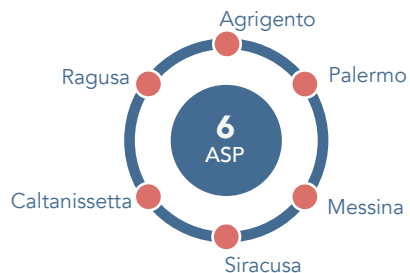 Agrigento
Ragusa
Palermo
6
ASP
Caltanissetta
Messina
Siracusa